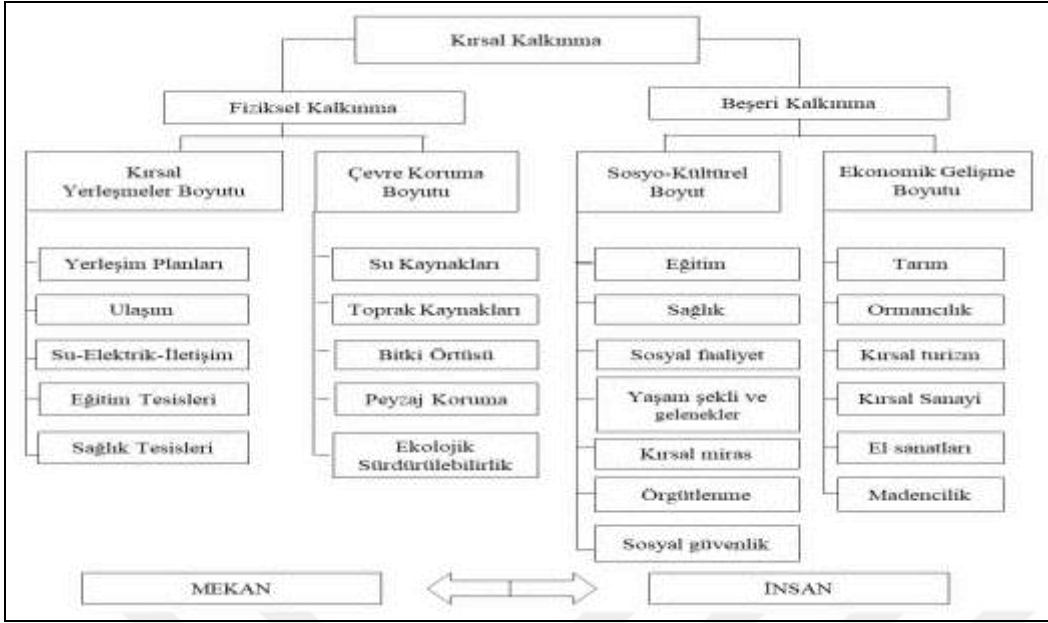 Kırsal Kalkınma
Fiziksel Kalkınma
Beşeri Kalkınma
Kırsal
Yerleşmeler Boyutu
Çevre Koruma
Boyutu
Sosyo-Kültürel
Boyut
Ekonomik Gelişme
Boyutu
Yerleşim Planları
Ulaşım
Su-Elektrik-İletişim
Eğitim Tesisleri
Sağlık Tesisleri
Su Kaynakları
Toprak Kaynakları
Bitki Örtüsü
Peyzaj Koruma
Ekolojik
Sürdürülebilirlik
Eğitim
Sağlık
Sosyal faaliyet
Yaşam şekli ve
gelenekler
Kırsal miras
Örgütlenme
Sosyal güvenlik
Tarım
Ormancılık
Kırsal turizm
Kırsal Sanayi
El sanatları
Madencilik
MEKAN
İNSAN